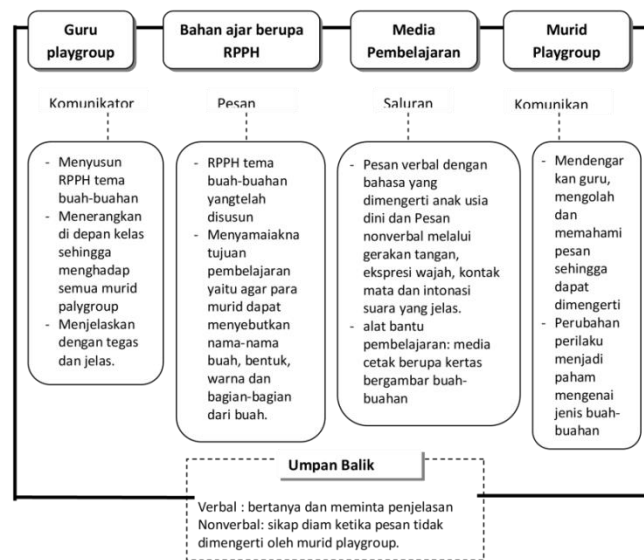 Guru
playgroup
Bahan ajar berupa
RPPH
Media
Pembelajaran
Murid
Playgroup
Komunikator
Pesan
Saluran
Komunikan
- Menyusun
RPPH tema
buah-buahan
- Menerangkan
di depan kelas
sehingga
menghadap
semua murid
palygroup
- Menjelaskan
dengan tegas
dan jelas.
- RPPH tema
buah-buahan
yangtelah
disusun
- Menyamaiakna
tujuan
pembelajaran
yaitu agar para
murid dapat
menyebutkan
nama-nama
buah, bentuk,
warna dan
bagian-bagian
dari buah.
- Pesan verbal dengan
bahasa yang
dimengerti anak usia
dini dan Pesan
nonverbal melalui
gerakan tangan,
ekspresi wajah, kontak
mata dan intonasi
suara yang jelas.
- alat bantu
pembelajaran: media
cetak berupa kertas
bergambar buah-
buahan
- Mendengar
kan guru,
mengolah
dan
memahami
pesan
sehingga
dapat
dimengerti
- Perubahan
perilaku
menjadi
paham
mengenai
jenis buah-
buahan
Umpan Balik
Verbal : bertanya dan meminta penjelasan
Nonverbal: sikap diam ketika pesan tidak
dimengerti oleh murid playgroup.